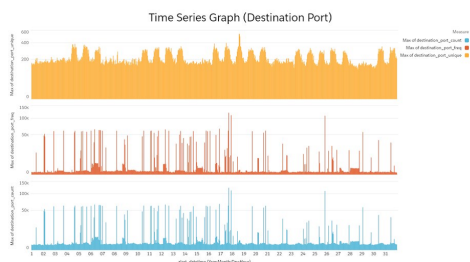 Time Series Graph (Destination Port)
Measure
Max of destination_port_count
Max of destination_port_freq
Max of destination_port_unique
Max of destination_port_unique
600
400
200
0
Max of destination_port_freq
150k
100k
50k
0
Max of destination_port_count
150k
100k
50k
0
1 02 03 04 05 06 07 08 09 10 11 12 13 14 15 16 17 18 19 20 21 22 23 24 25 26 27 28 29 30 31